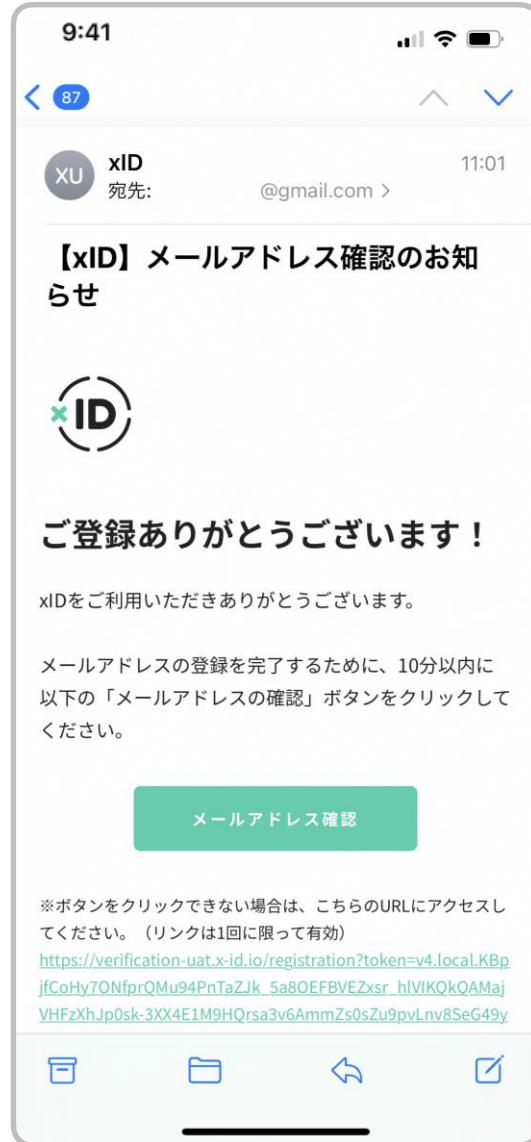 9:41
87
XU
xID
11:01
宛先: @gmail.com >
【xID】メールアドレス確認のお知
らせ
×ID
ご登録ありがとうございます！
xIDをご利用いただきありがとうございます。
メールアドレスの登録を完了するために、10分以内に
以下の「メールアドレスの確認」ボタンをクリックして
ください。
メールアドレス確認
※ボタンをクリックできない場合は、こちらのURLにアクセスし
てください。（リンクは1回に限って有効）
https://verification-uat.x-id.io/registration?token=v4.local.KBp
jfCoHy7ONfprQMu94PnTaZJk_5a8OEFBVEZxsr_hlVIKQkQAMaj
VHFzXhJp0sk-3XX4E1M9HQrsa3v6AmmZs0sZu9pvLnv8SeG49y